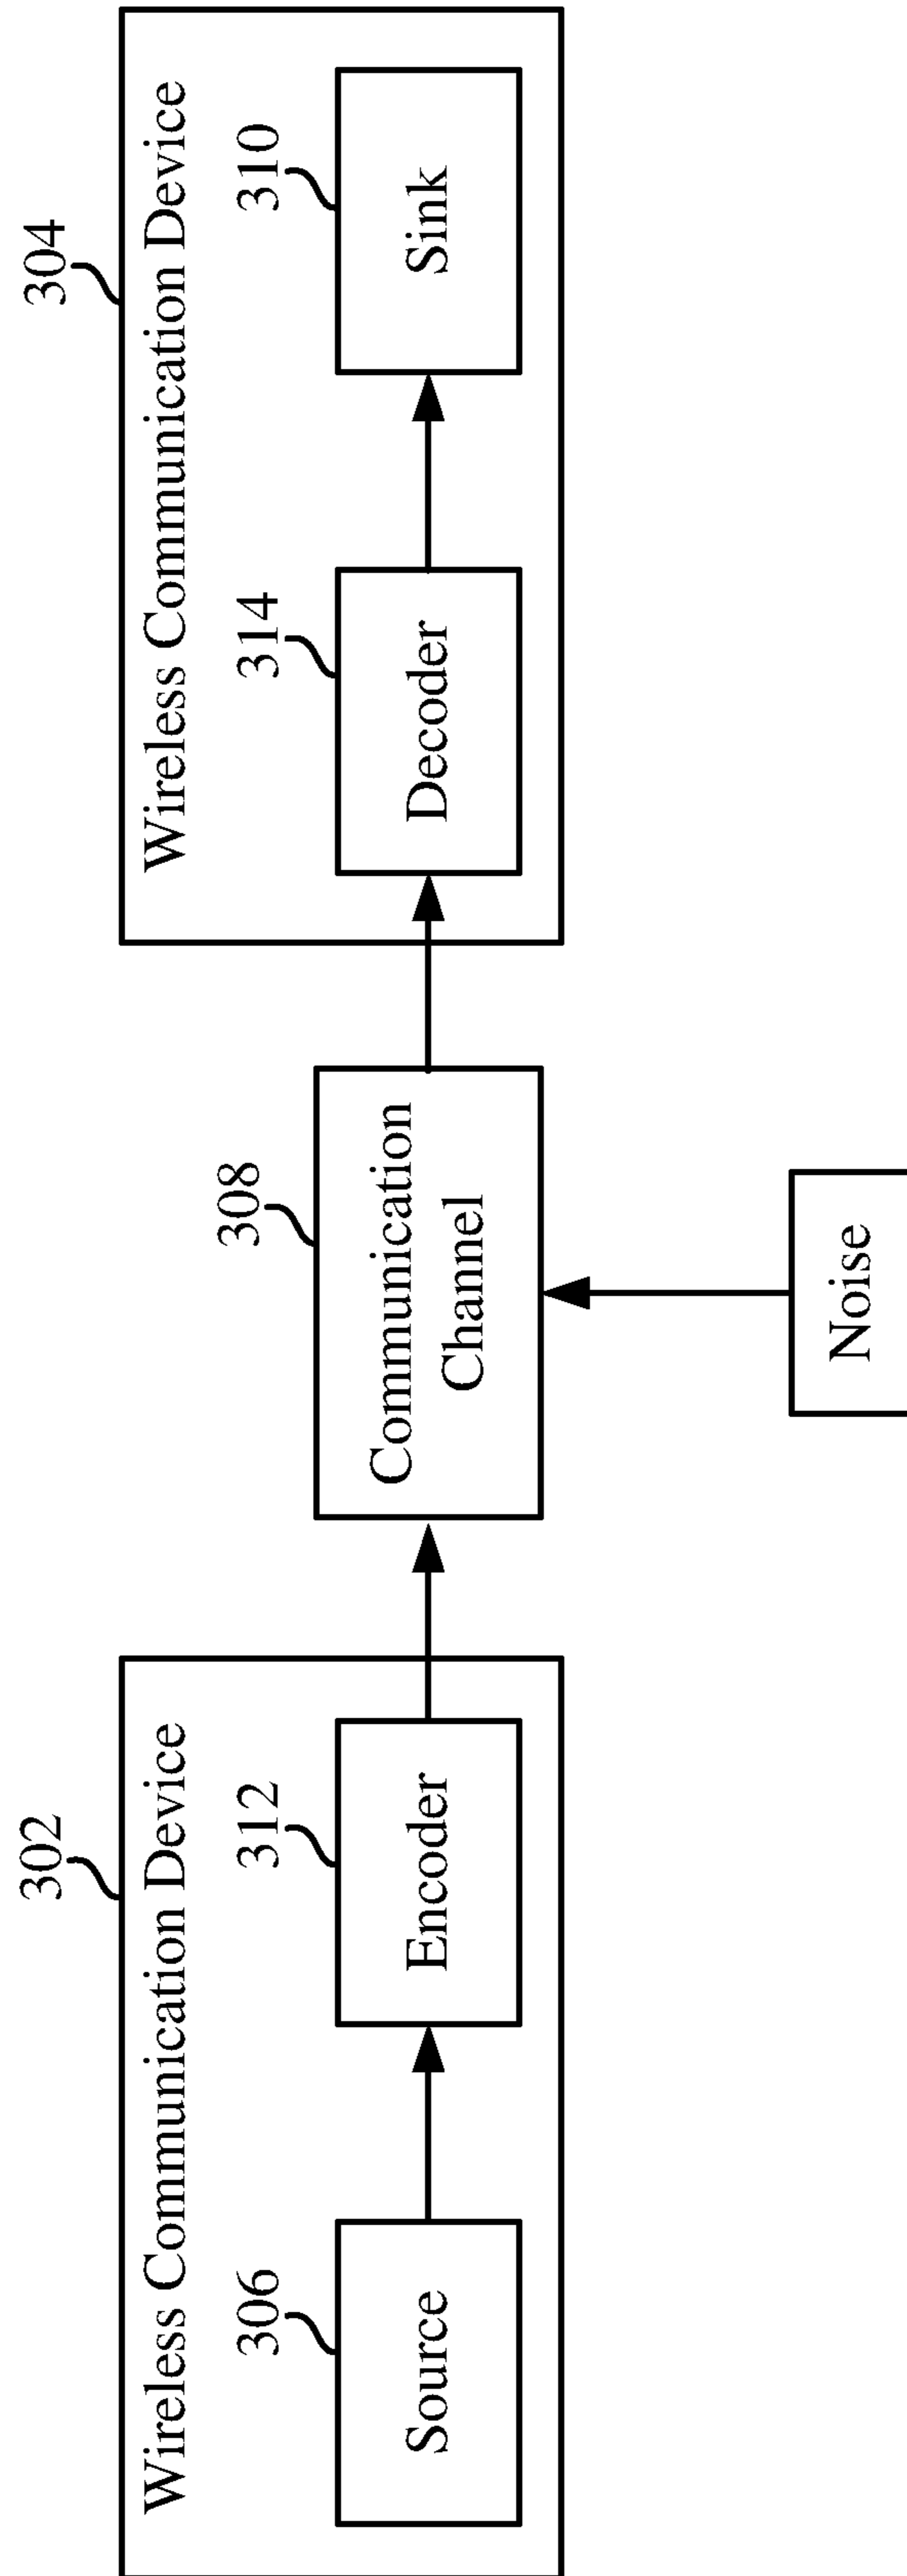 302
Wireless Communication Device
306
Source
312
Encoder
308
Communication
Channel
Noise
304
Wireless Communication Device
314
Decoder
310
Sink